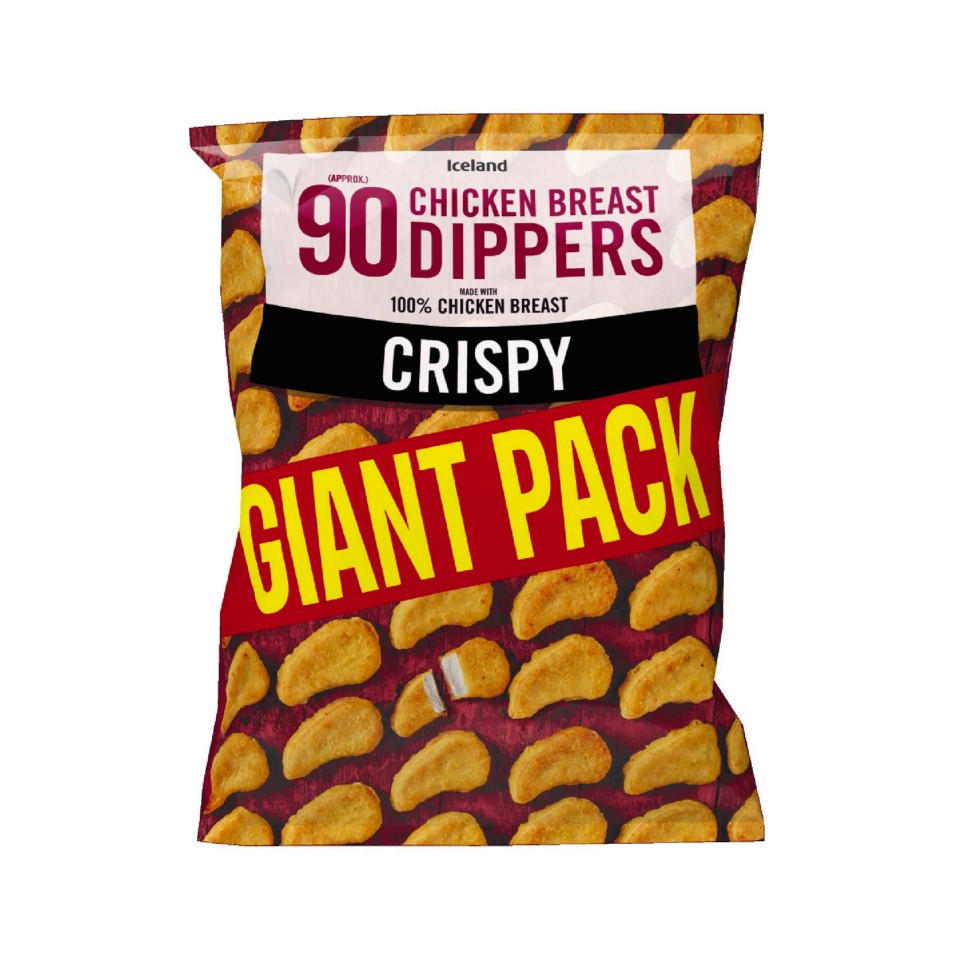 Iceland
(APPROX.)
90 CHICKEN BREAST
DIPPERS
MADE WITH
100% CHICKEN BREAST
CRISPY
GIANT PACK